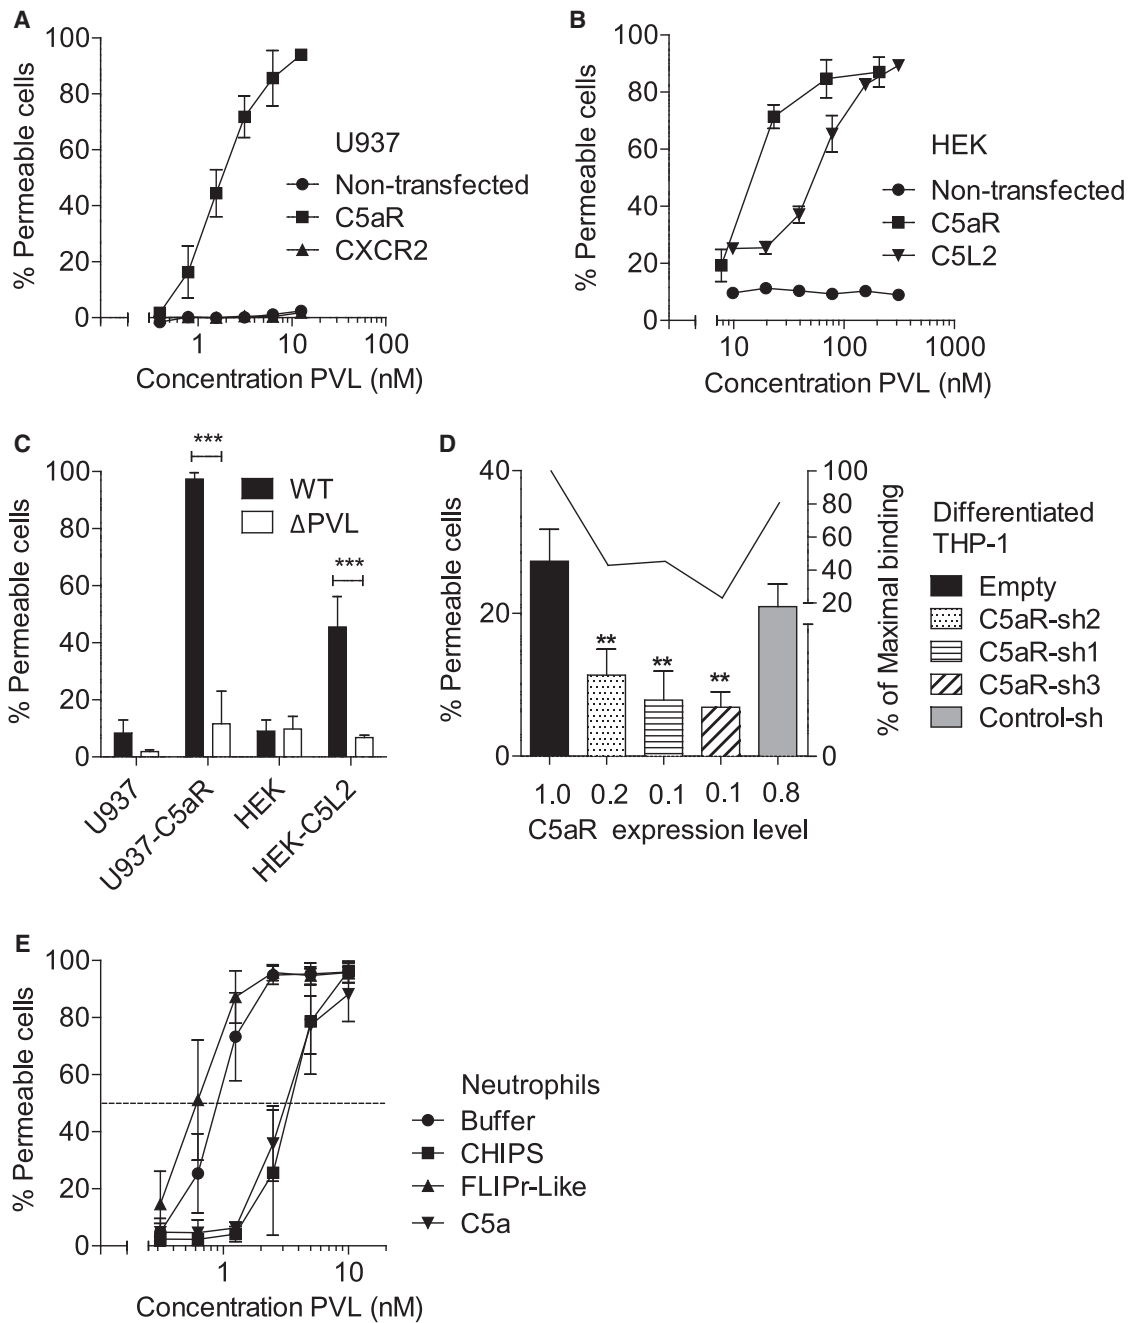 A
100
80
60
40
20
0
% Permeable cells
1
10
100
Concentration PVL (nM)
U937
Non-transfected
C5aR
CXCR2
B
100
80
60
40
20
0
% Permeable cells
10
100
1000
Concentration PVL (nM)
HEK
Non-transfected
C5aR
C5L2
C
100
80
60
40
20
0
% Permeable cells
***
***
WT
ΔPVL
U937
U937-C5aR
HEK
HEK-C5L2
D
40
20
0
% Permeable cells
**
**
**
100
80
60
40
20
0
% of Maximal binding
1.0 0.2 0.1 0.1 0.8
C5aR expression level
Differentiated
THP-1
Empty
C5aR-sh2
C5aR-sh1
C5aR-sh3
Control-sh
E
100
80
60
40
20
0
% Permeable cells
1
10
Concentration PVL (nM)
Neutrophils
Buffer
CHIPS
FLIPr-Like
C5a